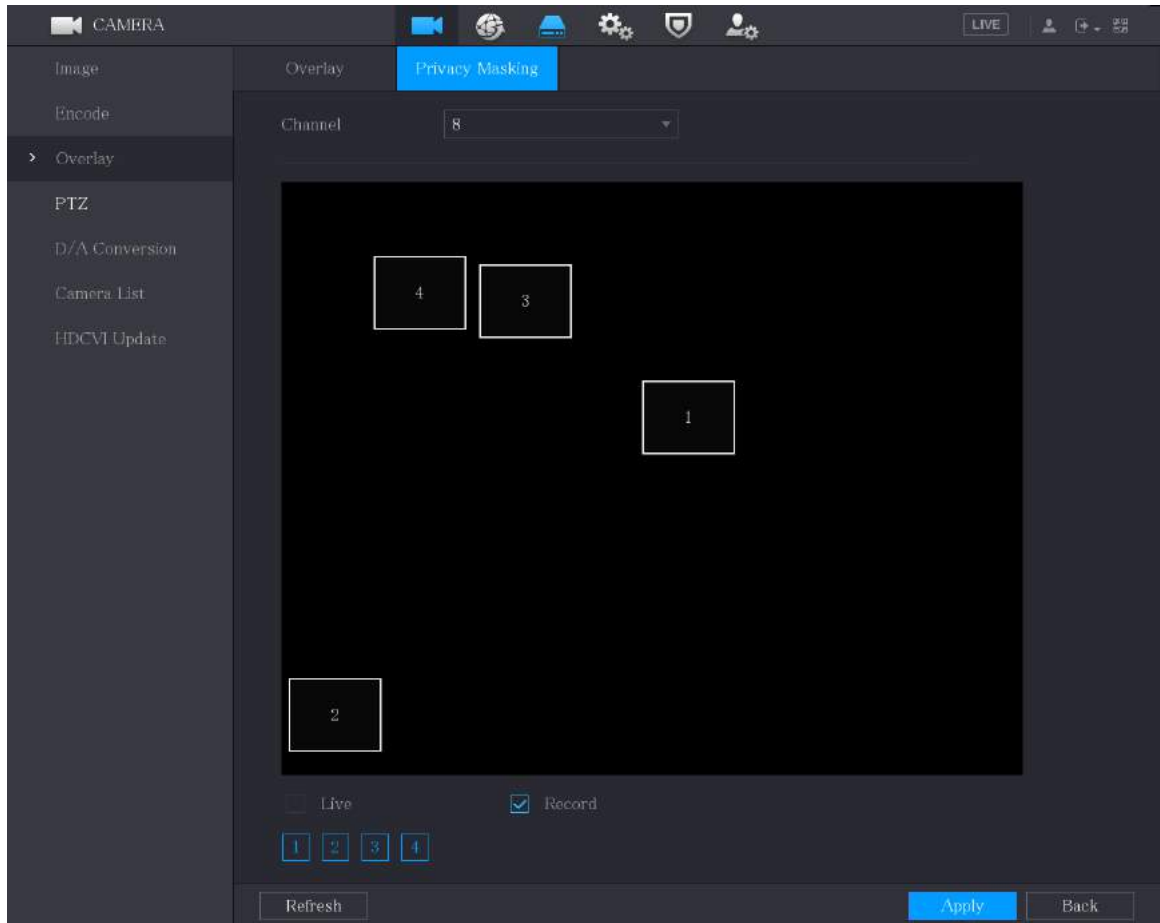 CAMERA
LIVE
Image
Overlay
Privacy Masking
Encode
Channel
8
Overlay
PTZ
D/A Conversion
Camera List
HDCVI Update
4
3
1
2
Live
Record
1 2 3 4
Refresh
Apply
Back